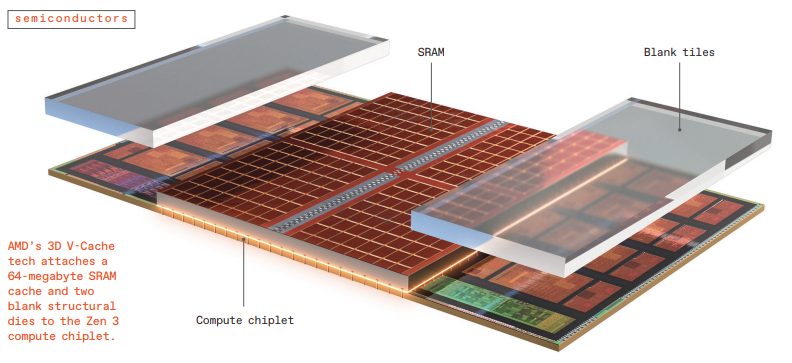 semiconductors
SRAM
Blank tiles
AMD's 3D V-Cache
tech attaches a
64-megabyte SRAM
cache and two
blank structural
dies to the Zen 3
compute chiplet.
Compute chiplet